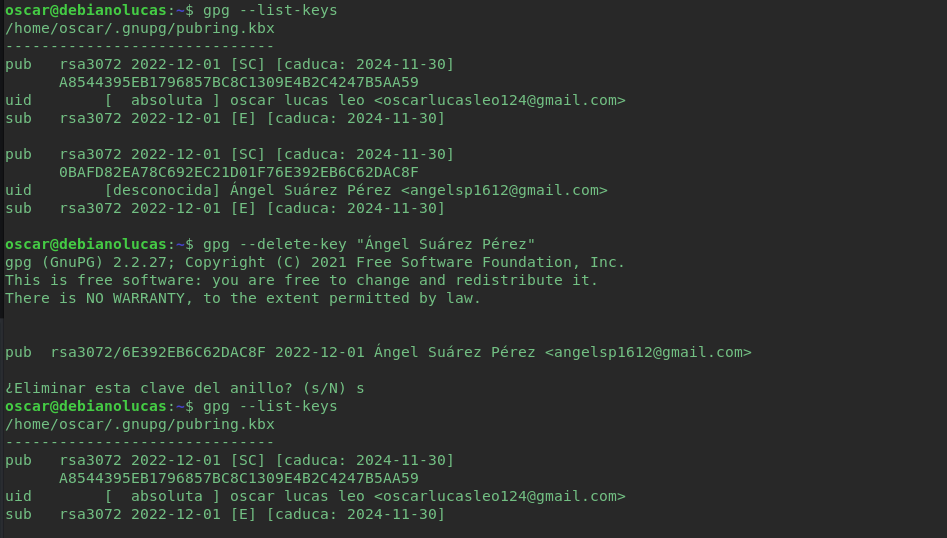 oscar@debianolucas:~$ gpg --list-keys
/home/oscar/.gnupg/pubring.kbx
------------------------------
pub   rsa3072 2022-12-01 [SC] [caduca: 2024-11-30]
      A8544395EB1796857BC8C1309E4B2C4247B5AA59
uid        [  absoluta ] oscar lucas leo <oscarlucasleo124@gmail.com>
sub   rsa3072 2022-12-01 [E] [caduca: 2024-11-30]

pub   rsa3072 2022-12-01 [SC] [caduca: 2024-11-30]
      0BAFD82EA78C692EC21D01F76E392EB6C62DAC8F
uid        [desconocida] Ángel Suárez Pérez <angelsp1612@gmail.com>
sub   rsa3072 2022-12-01 [E] [caduca: 2024-11-30]

oscar@debianolucas:~$ gpg --delete-key "Ángel Suárez Pérez"
gpg (GnuPG) 2.2.27; Copyright (C) 2021 Free Software Foundation, Inc.
This is free software: you are free to change and redistribute it.
There is NO WARRANTY, to the extent permitted by law.


pub  rsa3072/6E392EB6C62DAC8F 2022-12-01 Ángel Suárez Pérez <angelsp1612@gmail.com>

¿Eliminar esta clave del anillo? (s/N) s
oscar@debianolucas:~$ gpg --list-keys
/home/oscar/.gnupg/pubring.kbx
------------------------------
pub   rsa3072 2022-12-01 [SC] [caduca: 2024-11-30]
      A8544395EB1796857BC8C1309E4B2C4247B5AA59
uid        [  absoluta ] oscar lucas leo <oscarlucasleo124@gmail.com>
sub   rsa3072 2022-12-01 [E] [caduca: 2024-11-30]